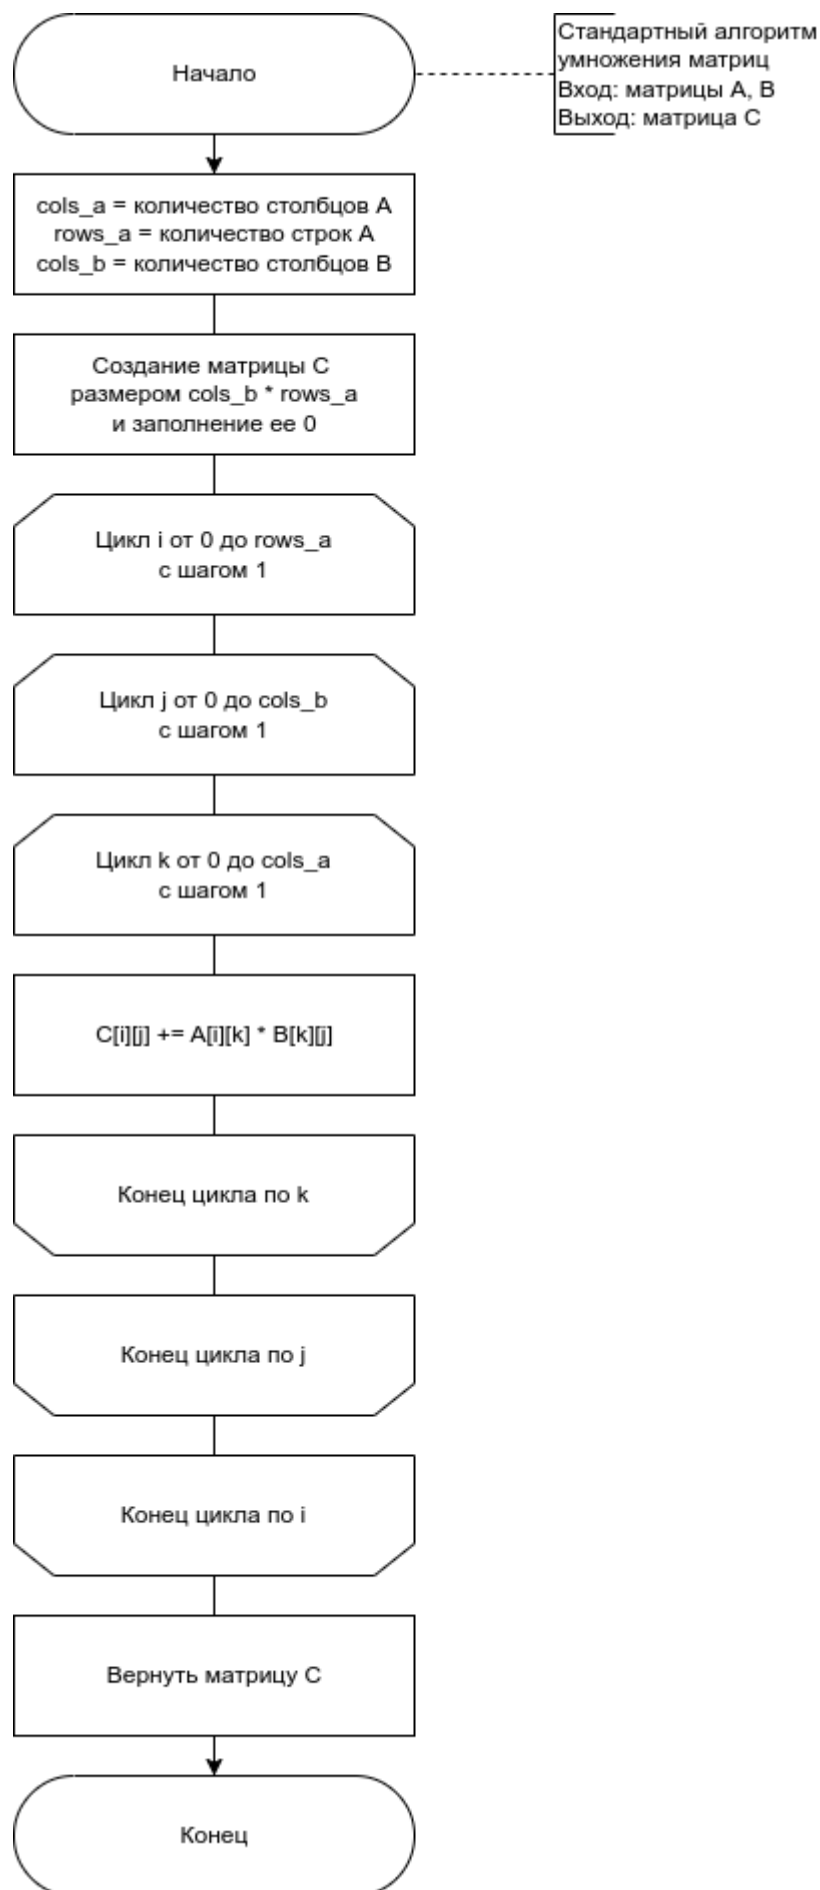 Начало
Стандартный алгоритм
умножения матриц
Вход: матрицы A, B
Выход: матрица C
cols_a = количество столбцов A
rows_a = количество строк A
cols_b = количество столбцов B
Создание матрицы C
размером cols_b * rows_a
и заполнение ее 0
Цикл i от 0 до rows_a
с шагом 1
Цикл j от 0 до cols_b
с шагом 1
Цикл k от 0 до cols_a
с шагом 1
C[i][j] += A[i][k] * B[k][j]
Конец цикла по k
Конец цикла по j
Конец цикла по i
Вернуть матрицу C
Конец